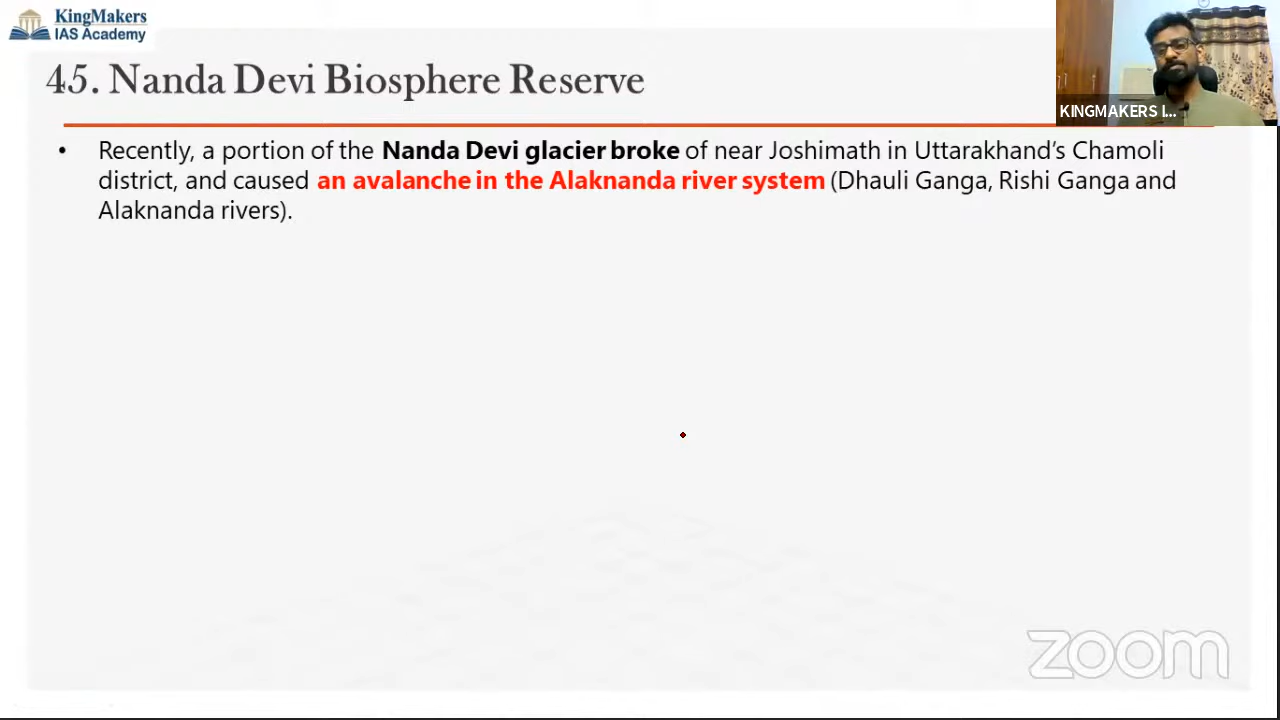 KingMakers
IAS Academy
45. Nanda Devi Biosphere Reserve
KINGMAKERS I...
• Recently, a portion of the Nanda Devi glacier broke of near Joshimath in Uttarakhand's Chamoli
district, and caused an avalanche in the Alaknanda river system (Dhauli Ganga, Rishi Ganga and
Alaknanda rivers).
zoom